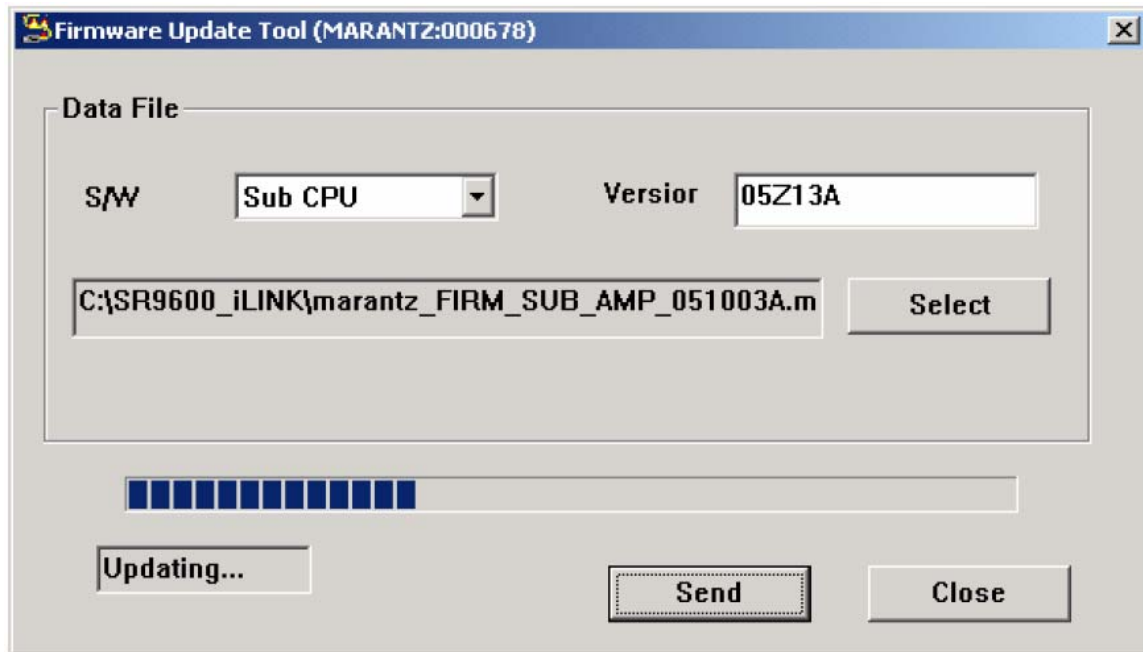 Firmware Update Tool (MARANTZ:000678)
Data File
S/W
Sub CPU
Versior
05Z13A
C:\SR9600_iLINK\marantz_FIRM_SUB_AMP_051003A.m
Select
Updating...
Send
Close